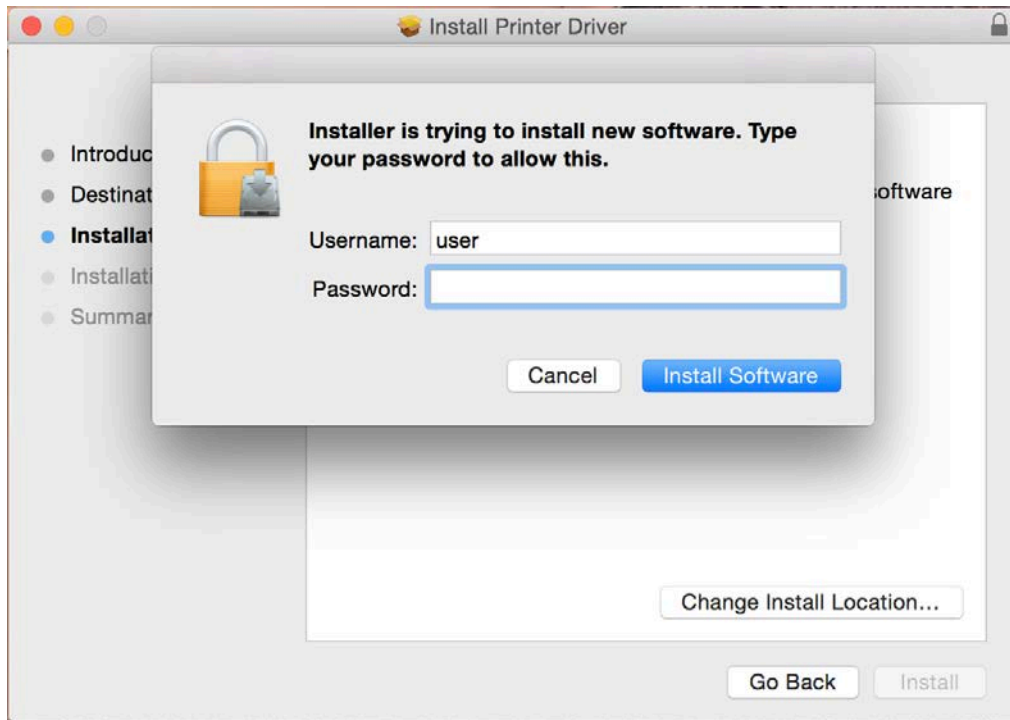 Install Printer Driver
Installer is trying to install new software. Type
your password to allow this.
Introduc
Destinat
software
Installat
Username: user
Installati
Password:
Summar
Cancel
Install Software
Change Install Location...
Go Back
Install